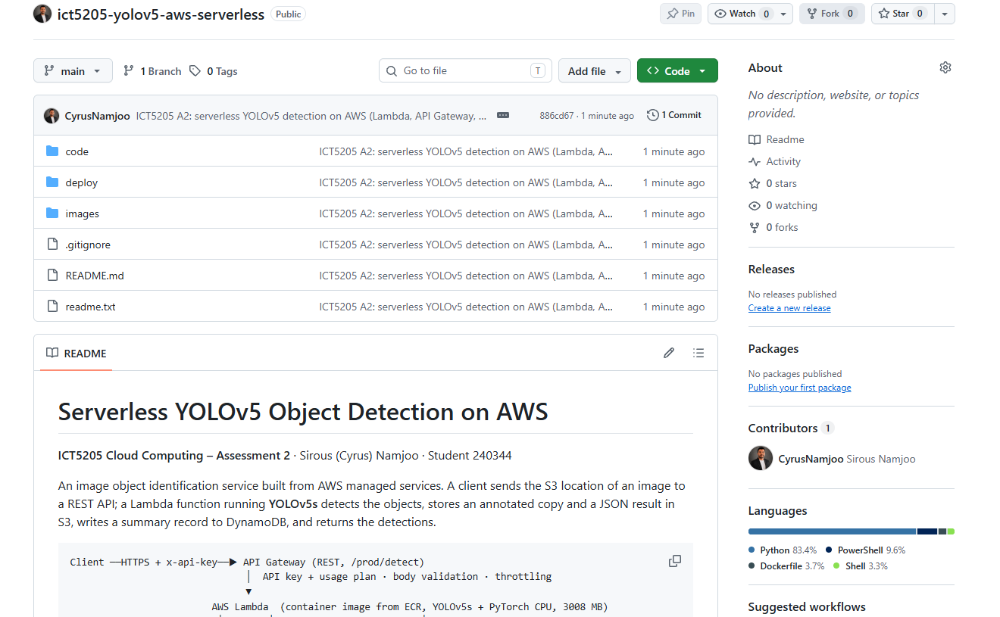 ict5205-yolov5-aws-serverless Public
Pin Watch 0 Fork 0 Star 0
main 1 Branch 0 Tags Go to file T Add file Code
CyrusNamjoo ICT5205 A2: serverless YOLOv5 detection on AWS (Lambda, API Gateway, ... 886cd67 · 1 minute ago 1 Commit
code ICT5205 A2: serverless YOLOv5 detection on AWS (Lambda, A... 1 minute ago
deploy ICT5205 A2: serverless YOLOv5 detection on AWS (Lambda, A... 1 minute ago
images ICT5205 A2: serverless YOLOv5 detection on AWS (Lambda, A... 1 minute ago
.gitignore ICT5205 A2: serverless YOLOv5 detection on AWS (Lambda, A... 1 minute ago
README.md ICT5205 A2: serverless YOLOv5 detection on AWS (Lambda, A... 1 minute ago
readme.txt ICT5205 A2: serverless YOLOv5 detection on AWS (Lambda, A... 1 minute ago
README
Serverless YOLOv5 Object Detection on AWS
ICT5205 Cloud Computing – Assessment 2 · Sirous (Cyrus) Namjoo · Student 240344
An image object identification service built from AWS managed services. A client sends the S3 location of an image to
a REST API; a Lambda function running YOLOv5s detects the objects, stores an annotated copy and a JSON result in
S3, writes a summary record to DynamoDB, and returns the detections.
Client ──HTTPS + x-api-key──► API Gateway (REST, /prod/detect)
│ API key + usage plan · body validation · throttling
▼
AWS Lambda (container image from ECR, YOLOv5s + PyTorch CPU, 3008 MB)
About
No description, website, or topics
provided.
Readme
Activity
0 stars
0 watching
0 forks
Releases
No releases published
Create a new release
Packages
No packages published
Publish your first package
Contributors 1
CyrusNamjoo Sirous Namjoo
Languages
Python 83.4% PowerShell 9.6%
Dockerfile 3.7% Shell 3.3%
Suggested workflows